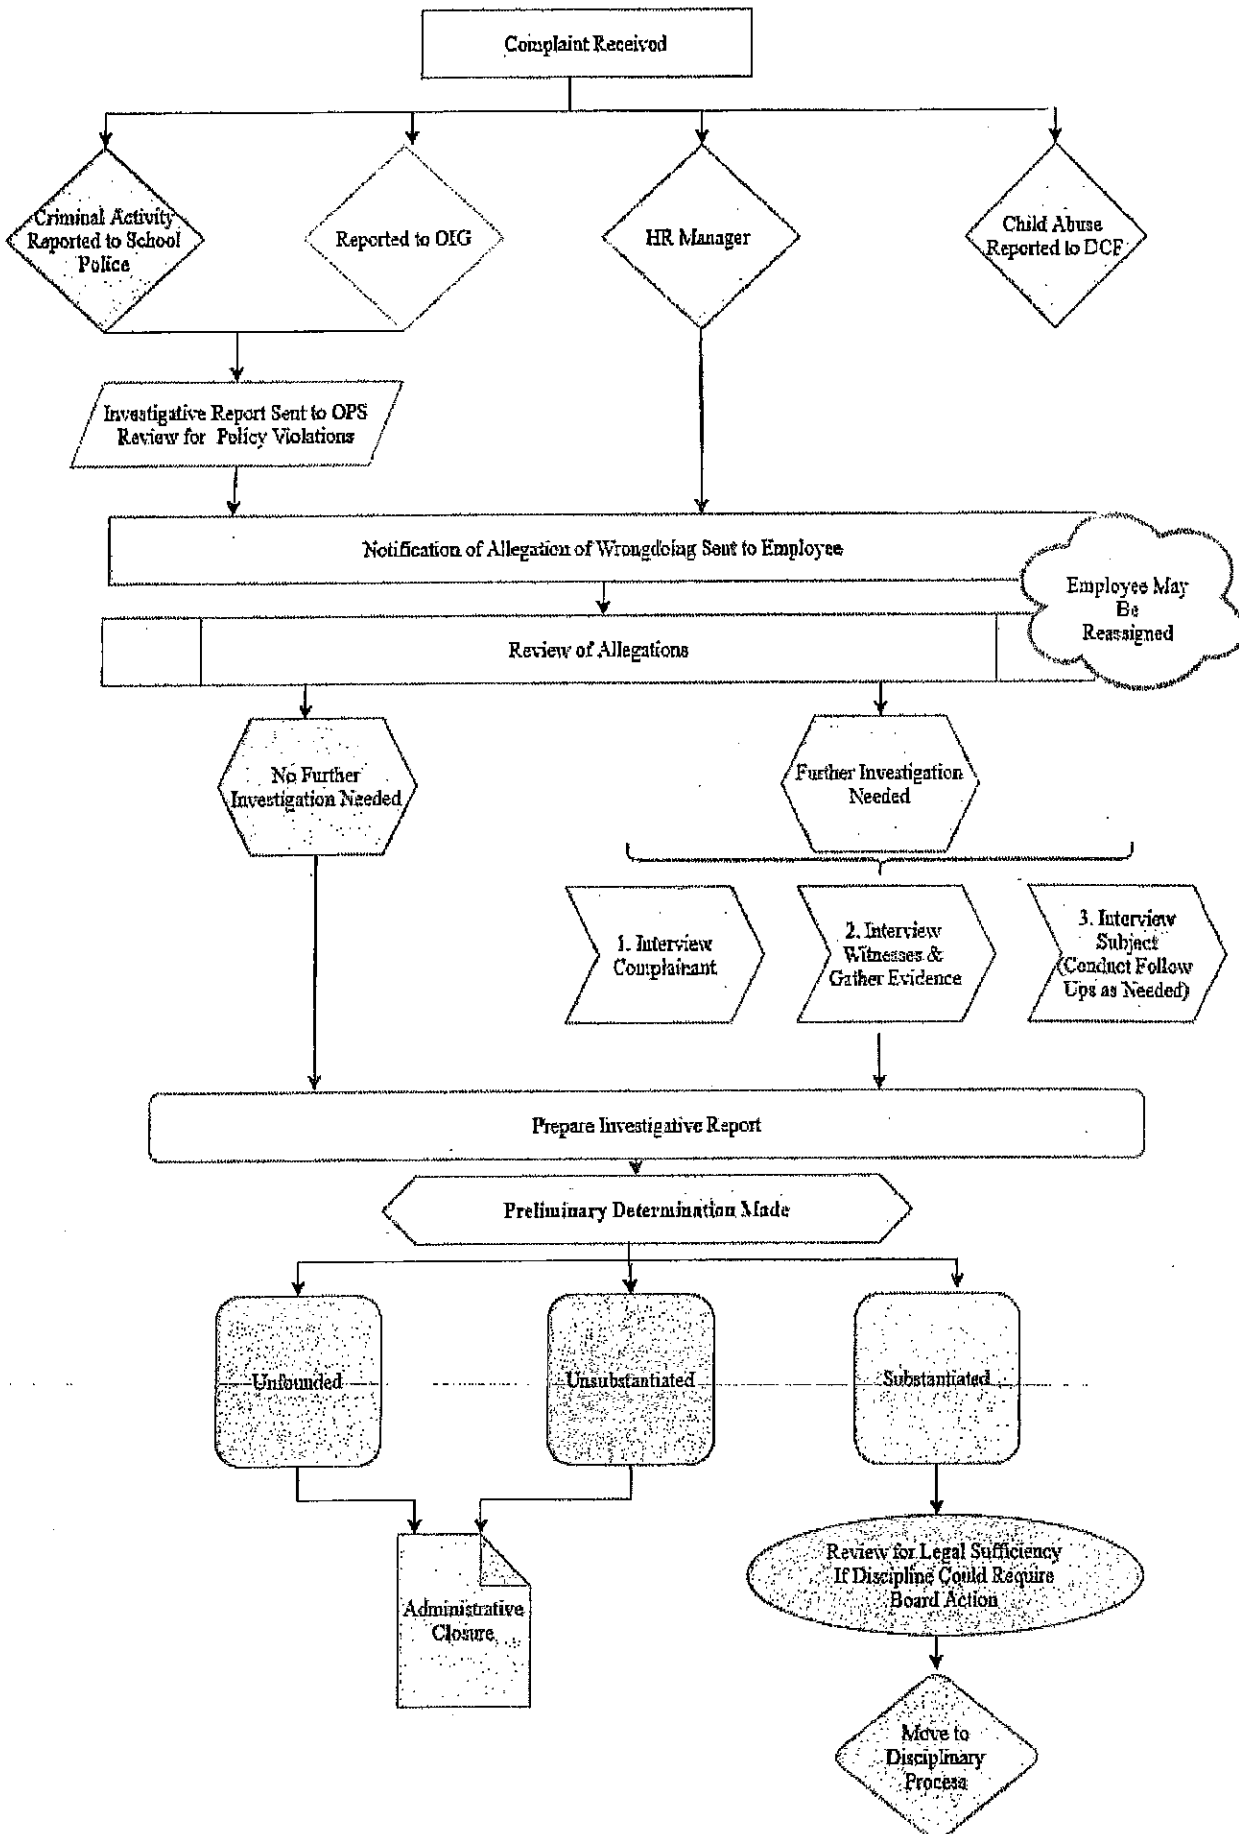 Complaint Received
Criminal Activity
Reported to School
Police
Reported to OIG
HR Manager
Child Abuse
Reported to DCF
Investigative Report Sent to OPS
Review for Policy Violations
Notification of Allegation of Wrongdoing Sent to Employee
Employee May
Be
Reassigned
Review of Allegations
No Further
Investigation Needed
Further Investigation
Needed
1. Interview
Complainant
2. Interview
Witnesses &
Gather Evidence
3. Interview
Subject
(Conduct Follow
Ups as Needed)
Prepare Investigative Report
Preliminary Determination Made
Unfounded
Unsubstantiated
Substantiated
Administrative
Closure
Review for Legal Sufficiency
If Discipline Could Require
Board Action
Move to
Disciplinary
Process